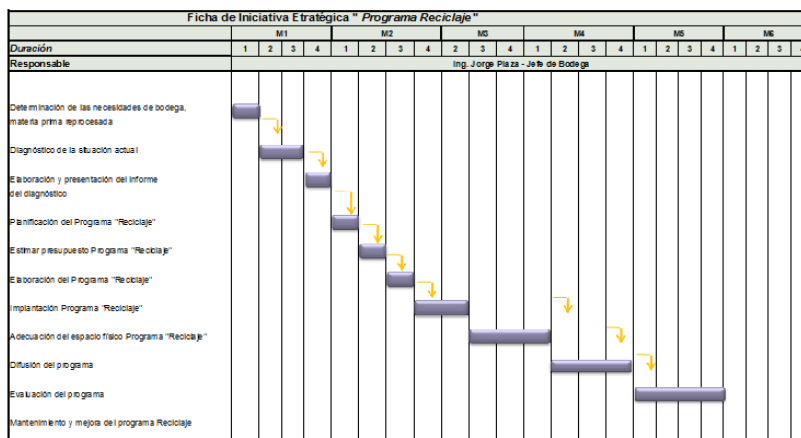 Ficha de Iniciativa Etratégica " Programa Reciclaje"
M1 M2 M3 M4 M5 M6
Duración 1 2 3 4 1 2 3 4 2 3 4 1 2 3 4 1 2 3 4 1 2 3 4
Responsable Ing. Jorge Plaza - Jefe de Bodega
Determinación de las necesidades de bodega,
materia prima reprocesada
Diagnóstico de la situación actual
Elaboración y presentación del informe
del diagnóstico
Planificación del Programa "Reciclaje"
Estimar presupuesto Programa "Reciclaje"
Elaboración del Programa "Reciclaje"
Implantación Programa "Reciclaje"
Adecuación del espacio físico Programa "Reciclaje"
Difusión del programa
Evaluación del programa
Mantenimiento y mejora del programa Reciclaje